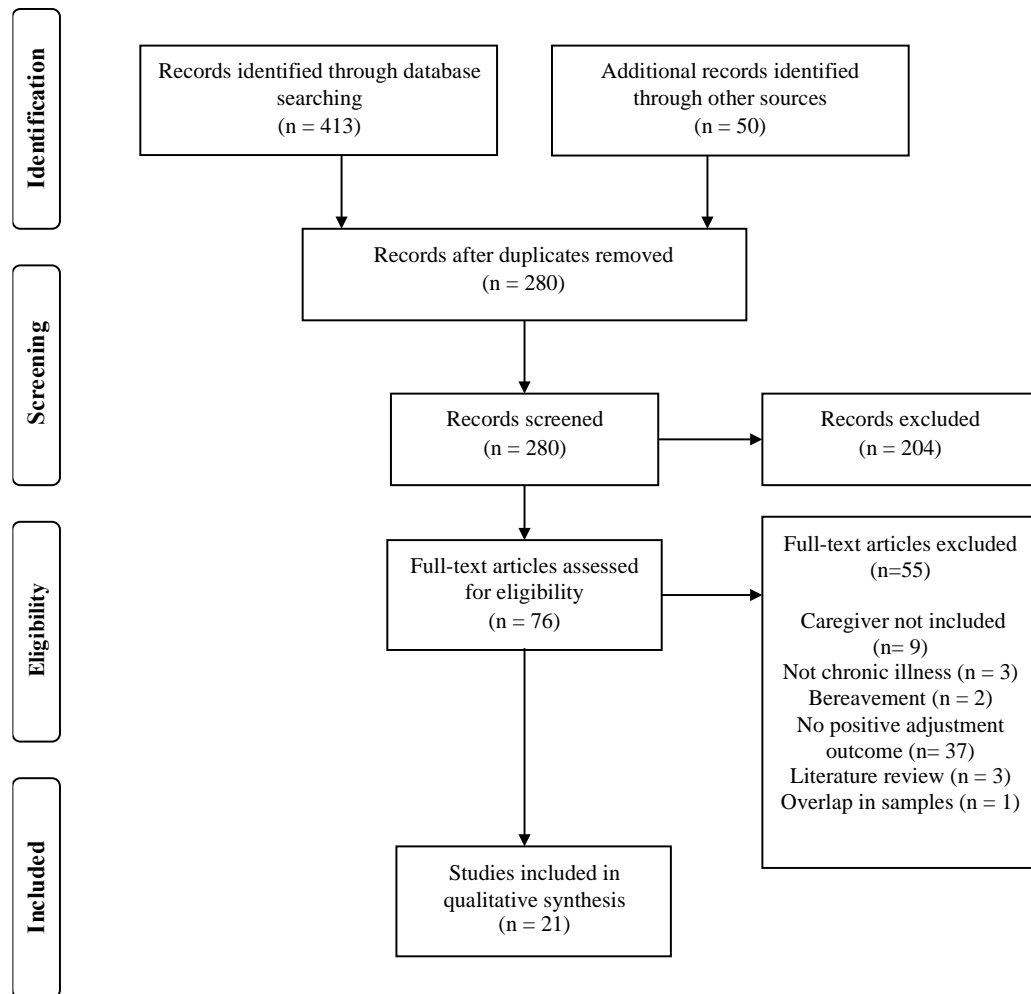 Identification
Records identified through database
searching
(n = 413)
Additional records identified
through other sources
(n = 50)
Records after duplicates removed
(n = 280)
Screening
Records screened
(n = 280)
Records excluded
(n = 204)
Eligibility
Full-text articles assessed
for eligibility
(n = 76)
Full-text articles excluded
(n=55)
Caregiver not included
(n= 9)
Not chronic illness (n = 3)
Bereavement (n = 2)
No positive adjustment
outcome (n= 37)
Literature review (n = 3)
Overlap in samples (n = 1)
Included
Studies included in
qualitative synthesis
(n = 21)